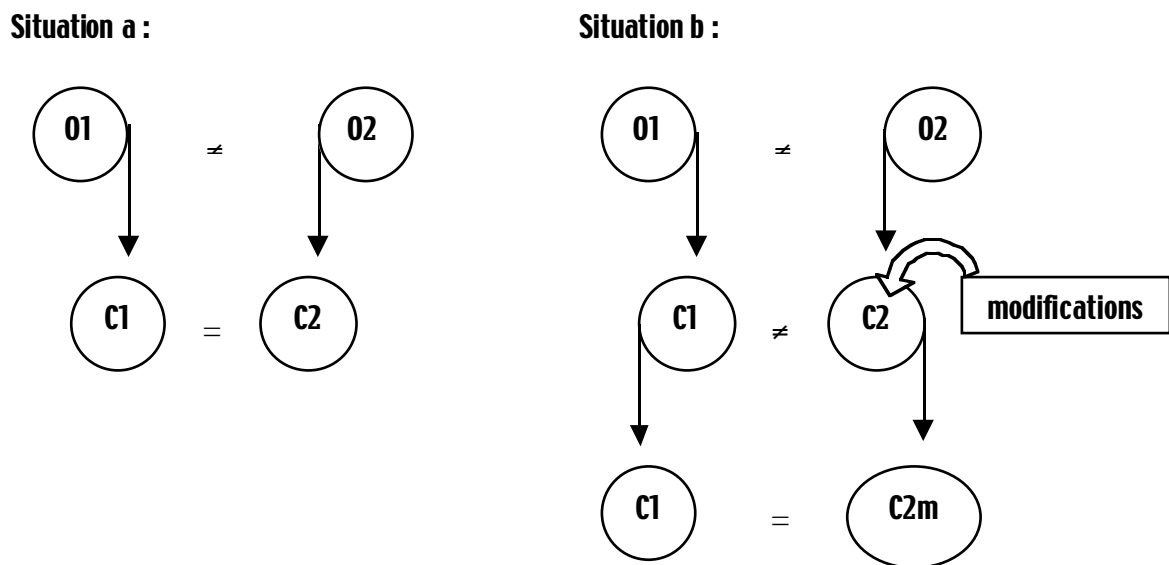 Situation a :
Situation b :
O1 ≠ O2
O1 ≠ O2
C1 = C2
C1 ≠ C2
modifications
C1 = C2m